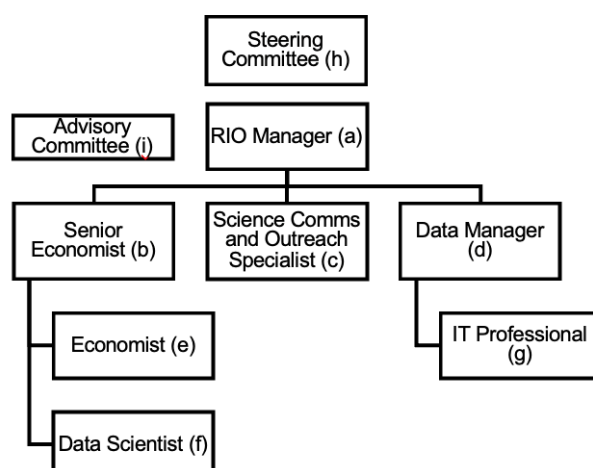 Steering
Committee (h)
Advisory
Committee (i)
RIO Manager (a)
Senior
Economist (b)
Science Comms
and Outreach
Specialist (c)
Data Manager
(d)
Economist (e)
IT Professional
(g)
Data Scientist (f)